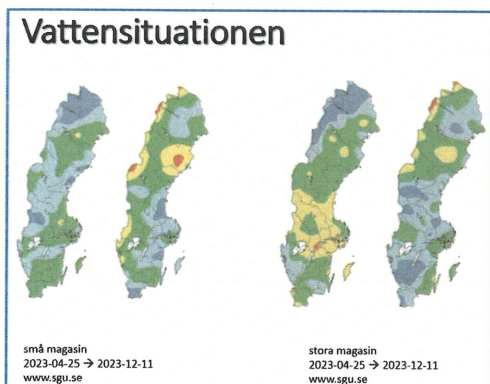 Vattensituationen
små magasin
2023-04-25 → 2023-12-11
www.sgu.se
stora magasin
2023-04-25 → 2023-12-11
www.sgu.se